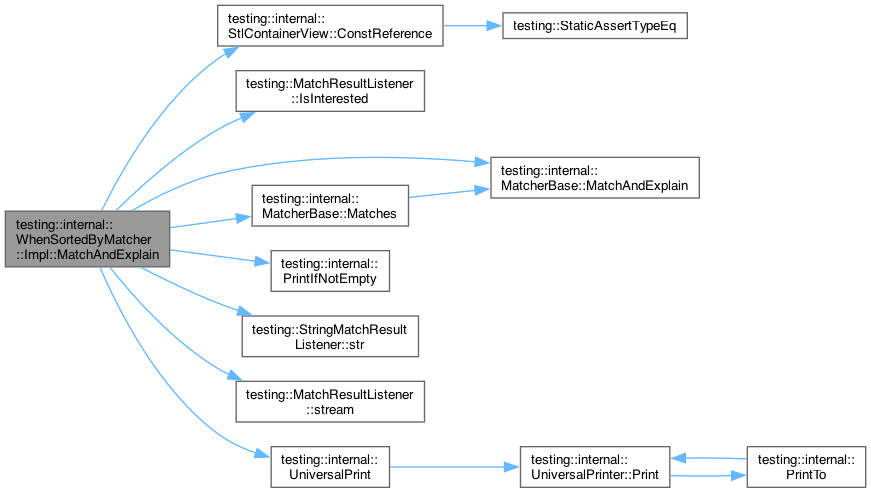 testing::internal::
StlContainerView::ConstReference
testing::StaticAssertTypeEq
testing::MatchResultListener
::IsInterested
testing::internal::
MatcherBase::MatchAndExplain
testing::internal::
MatcherBase::Matches
testing::internal::
WhenSortedByMatcher
::Impl::MatchAndExplain
testing::internal::
PrintIfNotEmpty
testing::StringMatchResult
Listener::str
testing::MatchResultListener
::stream
testing::internal::
UniversalPrint
testing::internal::
UniversalPrinter::Print
testing::internal::
PrintTo